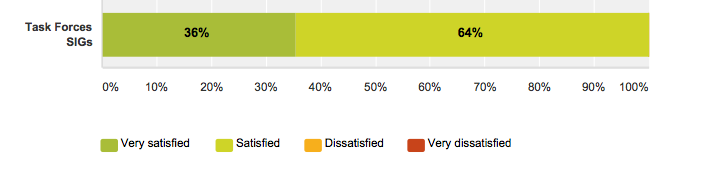 Task Forces
SIGs
36%
64%
0% 10% 20% 30% 40% 50% 60% 70% 80% 90% 100%
Very satisfied Satisfied Dissatisfied Very dissatisfied